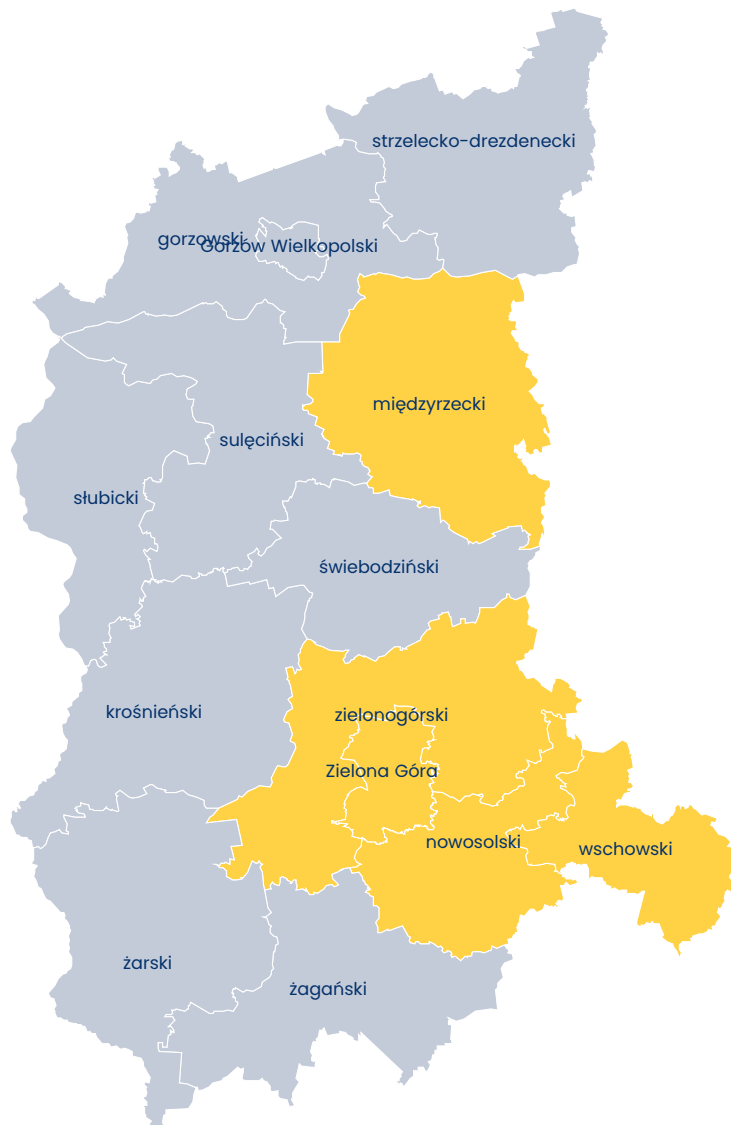 strzelecko-drezdenecki
gorzowski
Gorzów Wielkopolski
międzyrzecki
sulęciński
słubicki
świebodziński
krośnieński
zielonogórski
Zielona Góra
nowosolski
wschowski
żarski
żagański